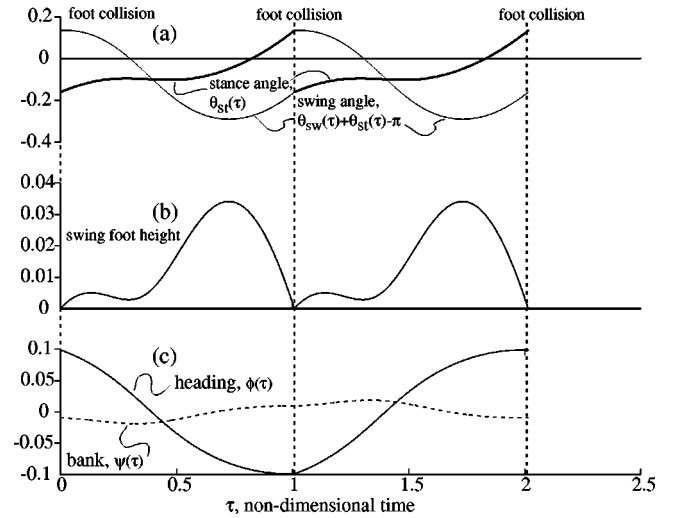 foot collision foot collision foot collision
0.2
(a)
0
stance angle,
θst(τ)
swing angle,
θsw(τ)+θst(τ)-π
-0.2
-0.4
0.04
(b)
0.03
swing foot height
0.02
0.01
0
0.1
(c)
0.05
heading, ϕ(τ)
0
-0.05
bank, ψ(τ)
-0.1
0 0.5 1 1.5 2 2.5
τ, non-dimensional time